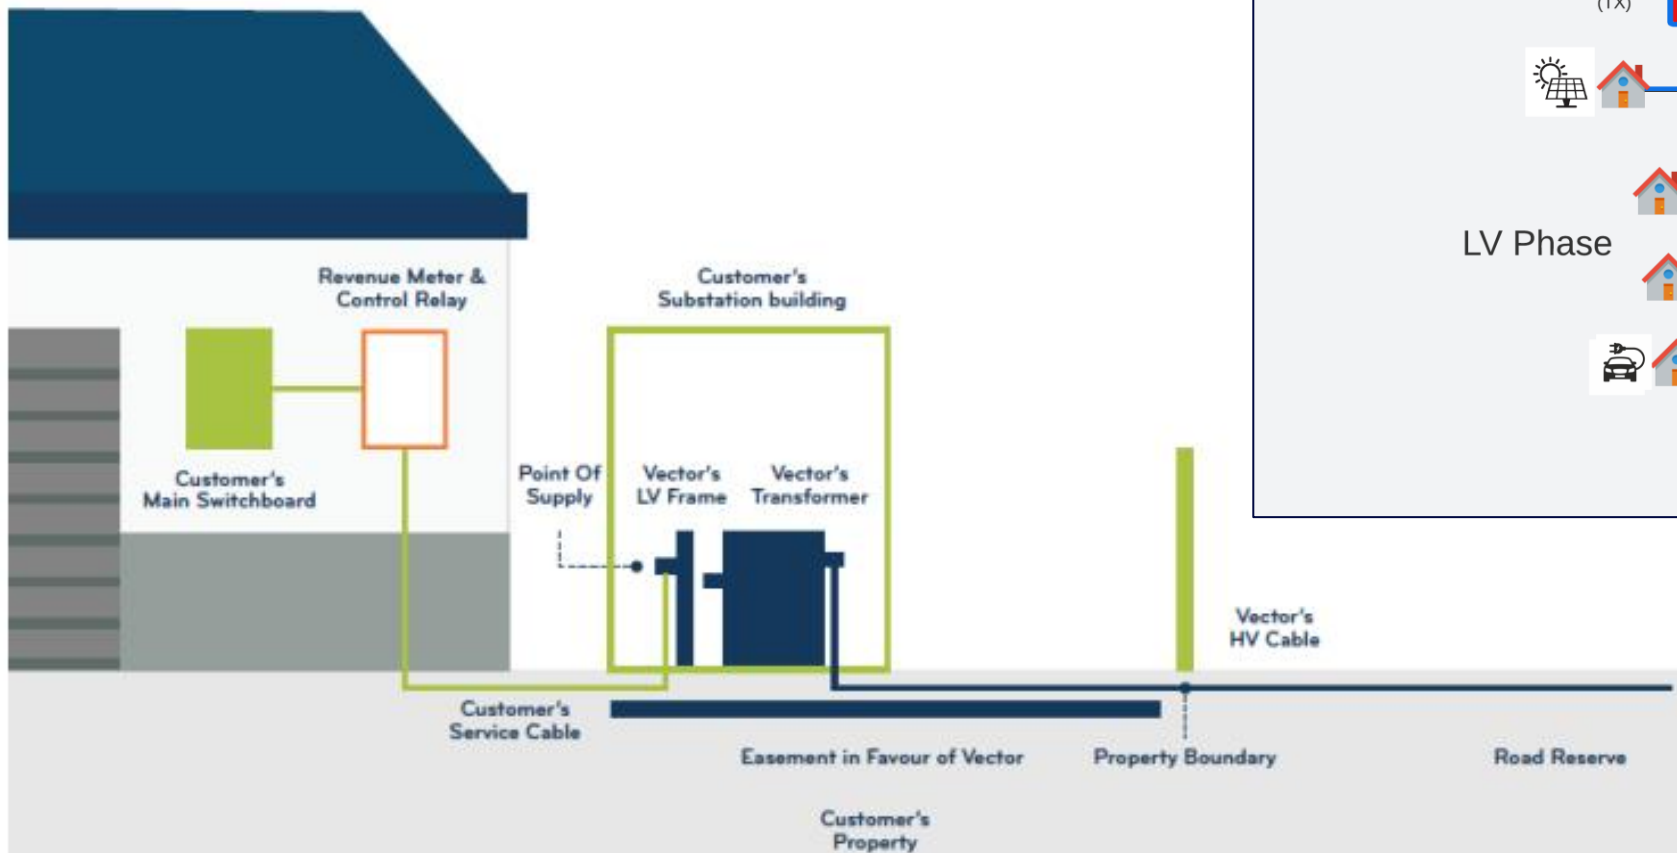 (TX)
LV Phase
Revenue Meter &
Control Relay
Customer's
Substation building
Customer's
Main Switchboard
Point Of
Supply
Vector's
LV Frame
Vector's
Transformer
Vector's
HV Cable
Customer's
Service Cable
Easement in Favour of Vector
Property Boundary
Road Reserve
Customer's
Property